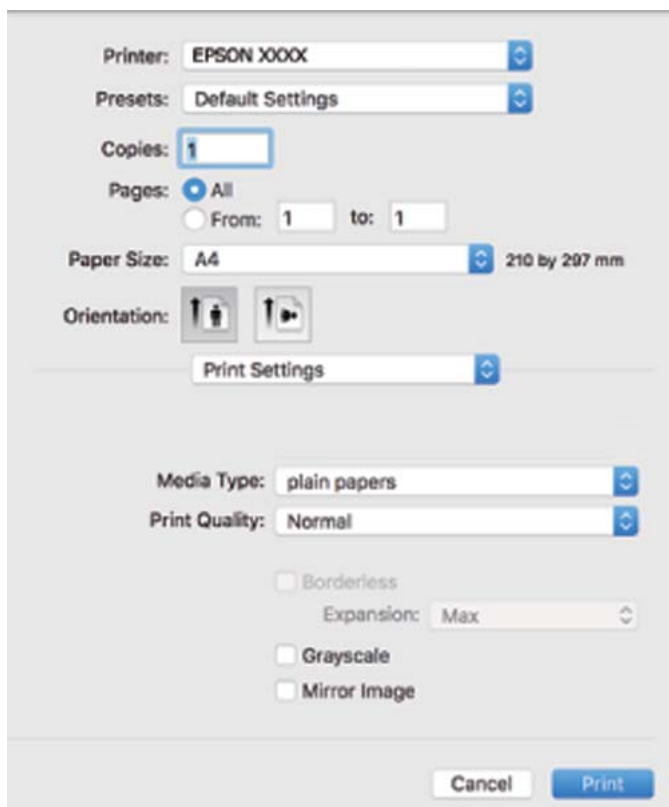 Printer: EPSON XXXX
Presets: Default Settings
Copies: 1
Pages: All
From: 1 to: 1
Paper Size: A4 210 by 297 mm
Orientation:
Print Settings
Media Type: plain papers
Print Quality: Normal
Borderless
Expansion: Max
Grayscale
Mirror Image
Cancel Print